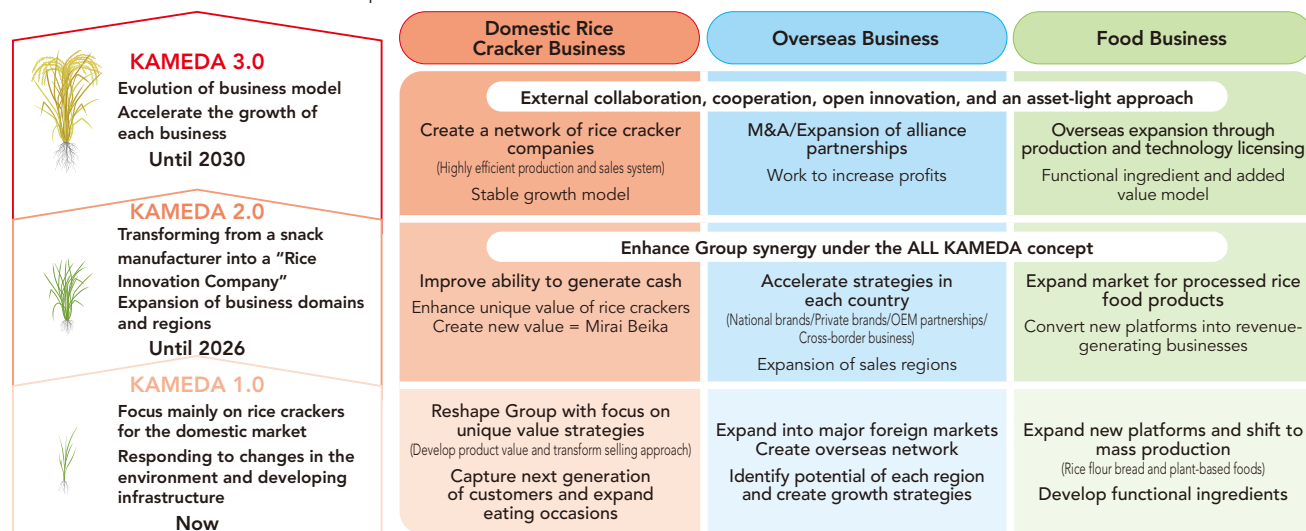 Domestic Rice
Cracker Business
Overseas Business
Food Business
KAMEDA 3.0
Evolution of business model
Accelerate the growth of
each business
Until 2030
External collaboration, cooperation, open innovation, and an asset-light approach
Create a network of rice cracker
companies
(Highly efficient production and sales system)
Stable growth model
M&A/Expansion of alliance
partnerships
Work to increase profits
Overseas expansion through
production and technology licensing
Functional ingredient and added
value model
KAMEDA 2.0
Transforming from a snack
manufacturer into a “Rice
Innovation Company”
Expansion of business domains
and regions
Until 2026
Enhance Group synergy under the ALL KAMEDA concept
Improve ability to generate cash
Enhance unique value of rice crackers
Create new value = Mirai Beika
Accelerate strategies in
each country
(National brands/Private brands/OEM partnerships/
Cross-border business)
Expansion of sales regions
Expand market for processed rice
food products
Convert new platforms into revenue-
generating businesses
KAMEDA 1.0
Focus mainly on rice crackers
for the domestic market
Responding to changes in the
environment and developing
infrastructure
Now
Reshape Group with focus on
unique value strategies
(Develop product value and transform selling approach)
Capture next generation
of customers and expand
eating occasions
Expand into major foreign markets
Create overseas network
Identify potential of each region
and create growth strategies
Expand new platforms and shift to
mass production
(Rice flour bread and plant-based foods)
Develop functional ingredients